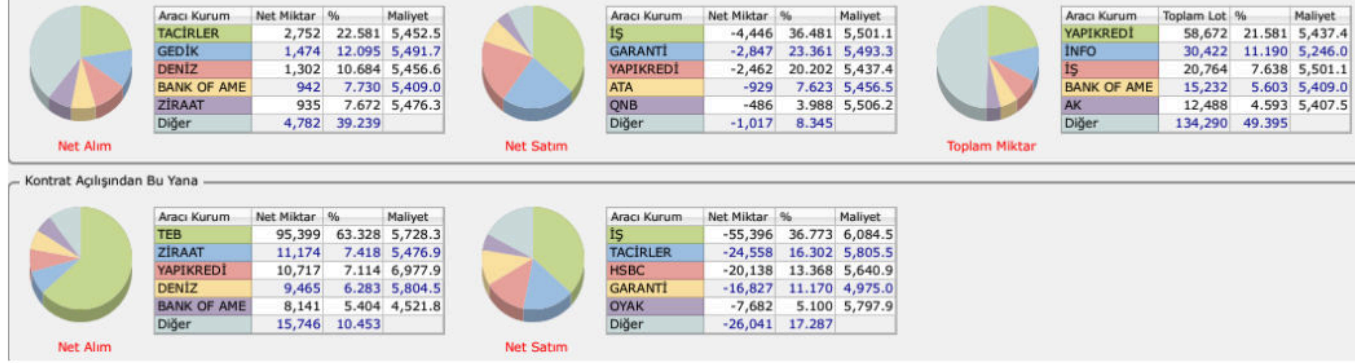 Aracı Kurum Net Miktar % Maliyet
TACİRLER 2,752 22.581 5,452.5
GEDİK 1,474 12.095 5,491.7
DENİZ 1,302 10.684 5,456.6
BANK OF AME 942 7.730 5,409.0
ZİRAAT 935 7.672 5,476.3
Diğer 4,782 39.239
Net Alım
Aracı Kurum Net Miktar % Maliyet
İŞ -4,446 36.481 5,501.1
GARANTİ -2,847 23.361 5,493.3
YAPIKREDİ -2,462 20.202 5,437.4
ATA -929 7.623 5,456.5
QNB -486 3.988 5,506.2
Diğer -1,017 8.345
Net Satım
Aracı Kurum Toplam Lot % Maliyet
YAPIKREDİ 58,672 21.581 5,437.4
İNFO 30,422 11.190 5,246.0
İŞ 20,764 7.638 5,501.1
BANK OF AME 15,232 5.603 5,409.0
AK 12,488 4.593 5,407.5
Diğer 134,290 49.395
Toplam Miktar
Kontrat Açılışından Bu Yana
Aracı Kurum Net Miktar % Maliyet
TEB 95,399 63.328 5,728.3
ZİRAAT 11,174 7.418 5,476.9
YAPIKREDİ 10,717 7.114 6,977.9
DENİZ 9,465 6.283 5,804.5
BANK OF AME 8,141 5.404 4,521.8
Diğer 15,746 10.453
Net Alım
Aracı Kurum Net Miktar % Maliyet
İŞ -55,396 36.773 6,084.5
TACİRLER -24,558 16.302 5,805.5
HSBC -20,138 13.368 5,640.9
GARANTİ -16,827 11.170 4,975.0
OYAK -7,682 5.100 5,797.9
Diğer -26,041 17.287
Net Satım